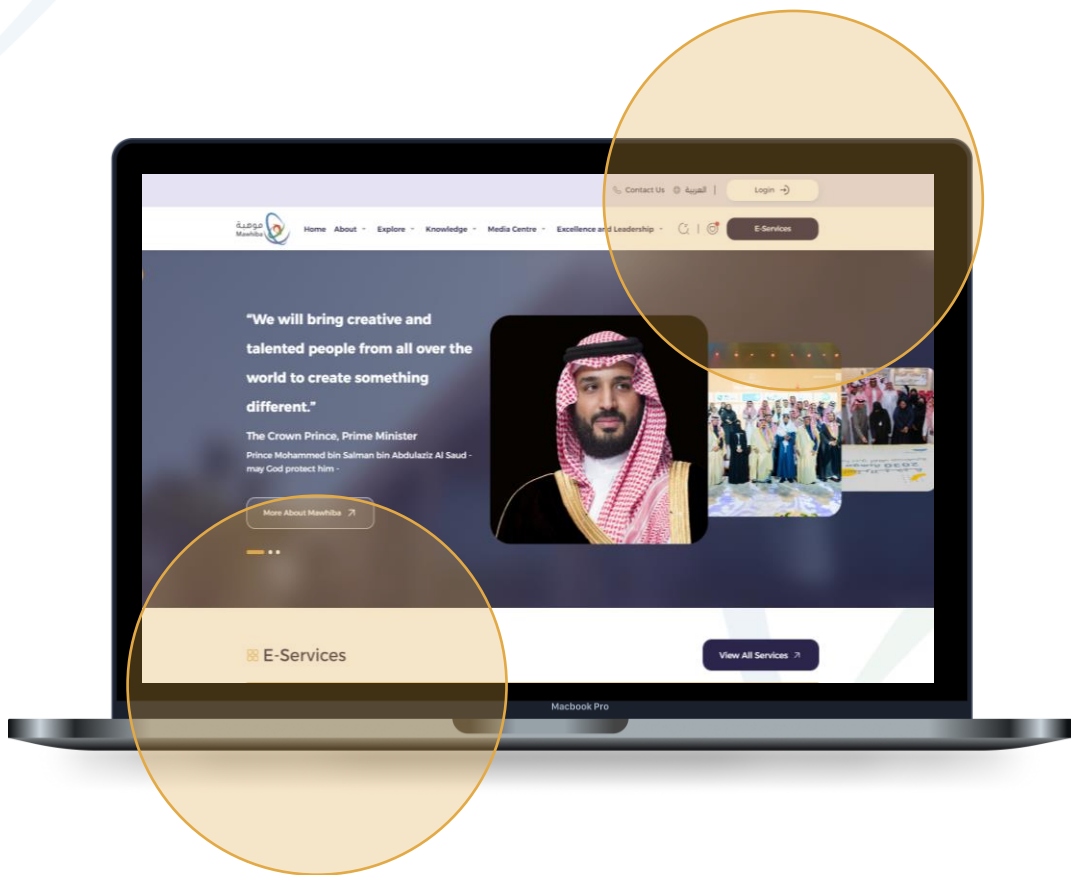 Contact Us العربية | Login
موهبة
Mawhiba
Home About Explore Knowledge Media Centre Excellence and Leadership | E-Services
“We will bring creative and
talented people from all over the
world to create something
different.”
The Crown Prince, Prime Minister
Prince Mohammed bin Salman bin Abdulaziz Al Saud -
may God protect him -
More About Mawhiba
E-Services
View All Services
Macbook Pro